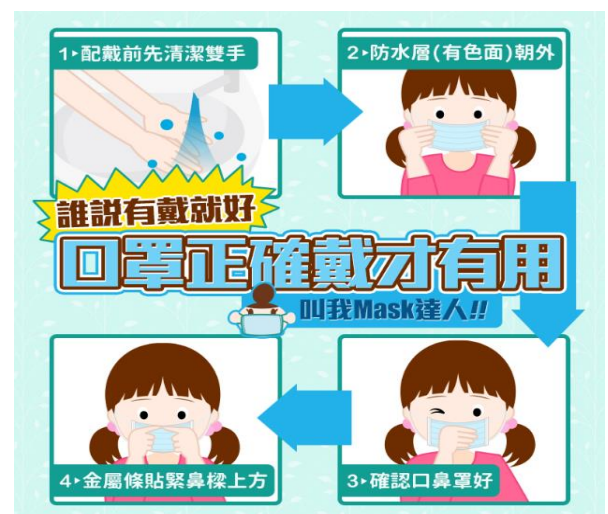 1▸配戴前先清潔雙手
2▸防水層(有色面)朝外
誰説有戴就好
口罩正確戴才有用
叫我Mask達人!!
3▸確認口鼻罩好
4▸金屬條貼緊鼻樑上方